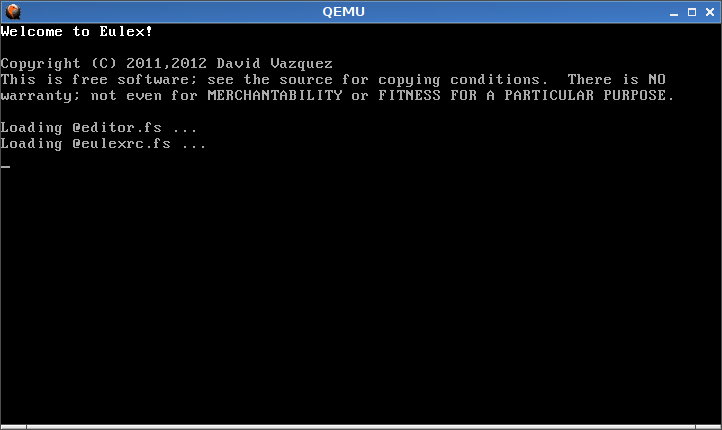 QEMU
Welcome to Eulex!
Copyright (C) 2011,2012 David Vazquez
This is free software; see the source for copying conditions.  There is NO
warranty; not even for MERCHANTABILITY or FITNESS FOR A PARTICULAR PURPOSE.
Loading @editor.fs ...
Loading @eulexrc.fs ...